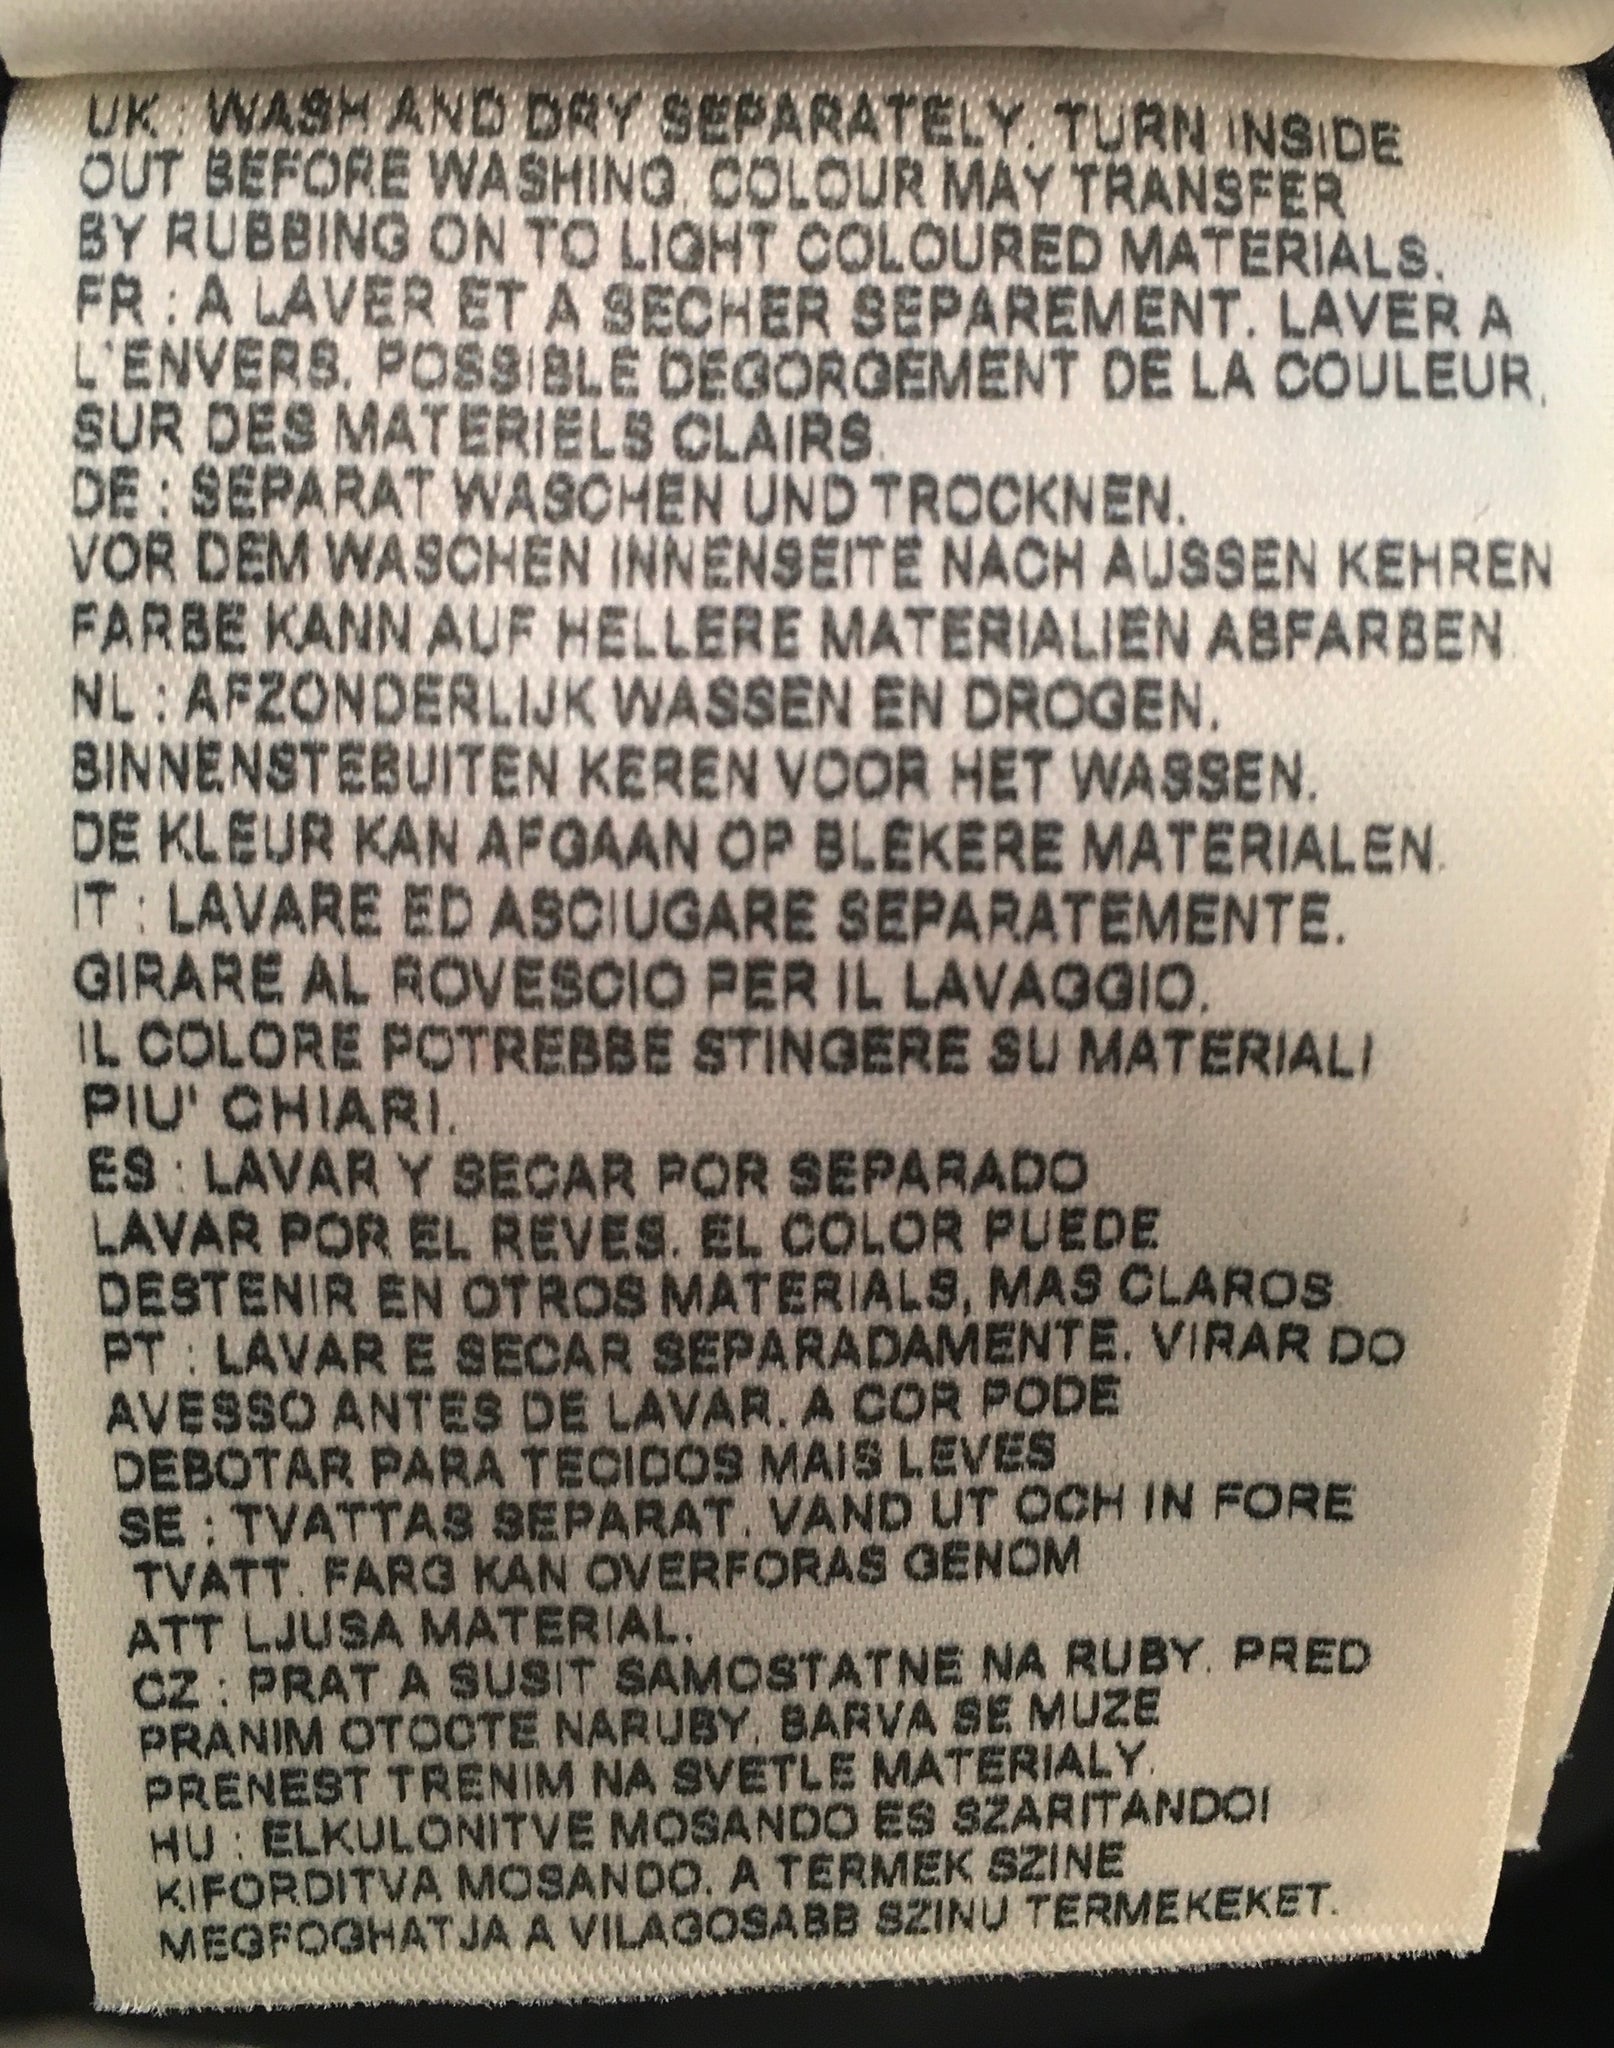 UK : WASH AND DRY SEPARATELY. TURN INSIDE
OUT BEFORE WASHING. COLOUR MAY TRANSFER
BY RUBBING ON TO LIGHT COLOURED MATERIALS.
FR : A LAVER ET A SECHER SEPAREMENT. LAVER A
L'ENVERS. POSSIBLE DEGORGEMENT DE LA COULEUR,
SUR DES MATERIELS CLAIRS.
DE : SEPARAT WASCHEN UND TROCKNEN.
VOR DEM WASCHEN INNENSEITE NACH AUSSEN KEHREN
FARBE KANN AUF HELLERE MATERIALIEN ABFARBEN.
NL : AFZONDERLIJK WASSEN EN DROGEN.
BINNENSTEBUITEN KEREN VOOR HET WASSEN.
DE KLEUR KAN AFGAAN OP BLEKERE MATERIALEN.
IT : LAVARE ED ASCIUGARE SEPARATEMENTE.
GIRARE AL ROVESCIO PER IL LAVAGGIO.
IL COLORE POTREBBE STINGERE SU MATERIALI
PIU' CHIARI.
ES : LAVAR Y SECAR POR SEPARADO
LAVAR POR EL REVES. EL COLOR PUEDE
DESTENIR EN OTROS MATERIALS, MAS CLAROS
PT : LAVAR E SECAR SEPARADAMENTE. VIRAR DO
AVESSO ANTES DE LAVAR. A COR PODE
DEBOTAR PARA TECIDOS MAIS LEVES
SE : TVATTAS SEPARAT. VAND UT OCH IN FORE
TVATT. FARG KAN OVERFORAS GENOM
ATT LJUSA MATERIAL.
CZ : PRAT A SUSIT SAMOSTATNE NA RUBY. PRED
PRANIM OTOCTE NARUBY. BARVA SE MUZE
PRENEST TRENIM NA SVETLE MATERIALY.
HU : ELKULONITVE MOSANDO ES SZARITANDOI
KIFORDITVA MOSANDO. A TERMEK SZINE
MEGFOGHATJA A VILAGOSABB SZINU TERMEKEKET.